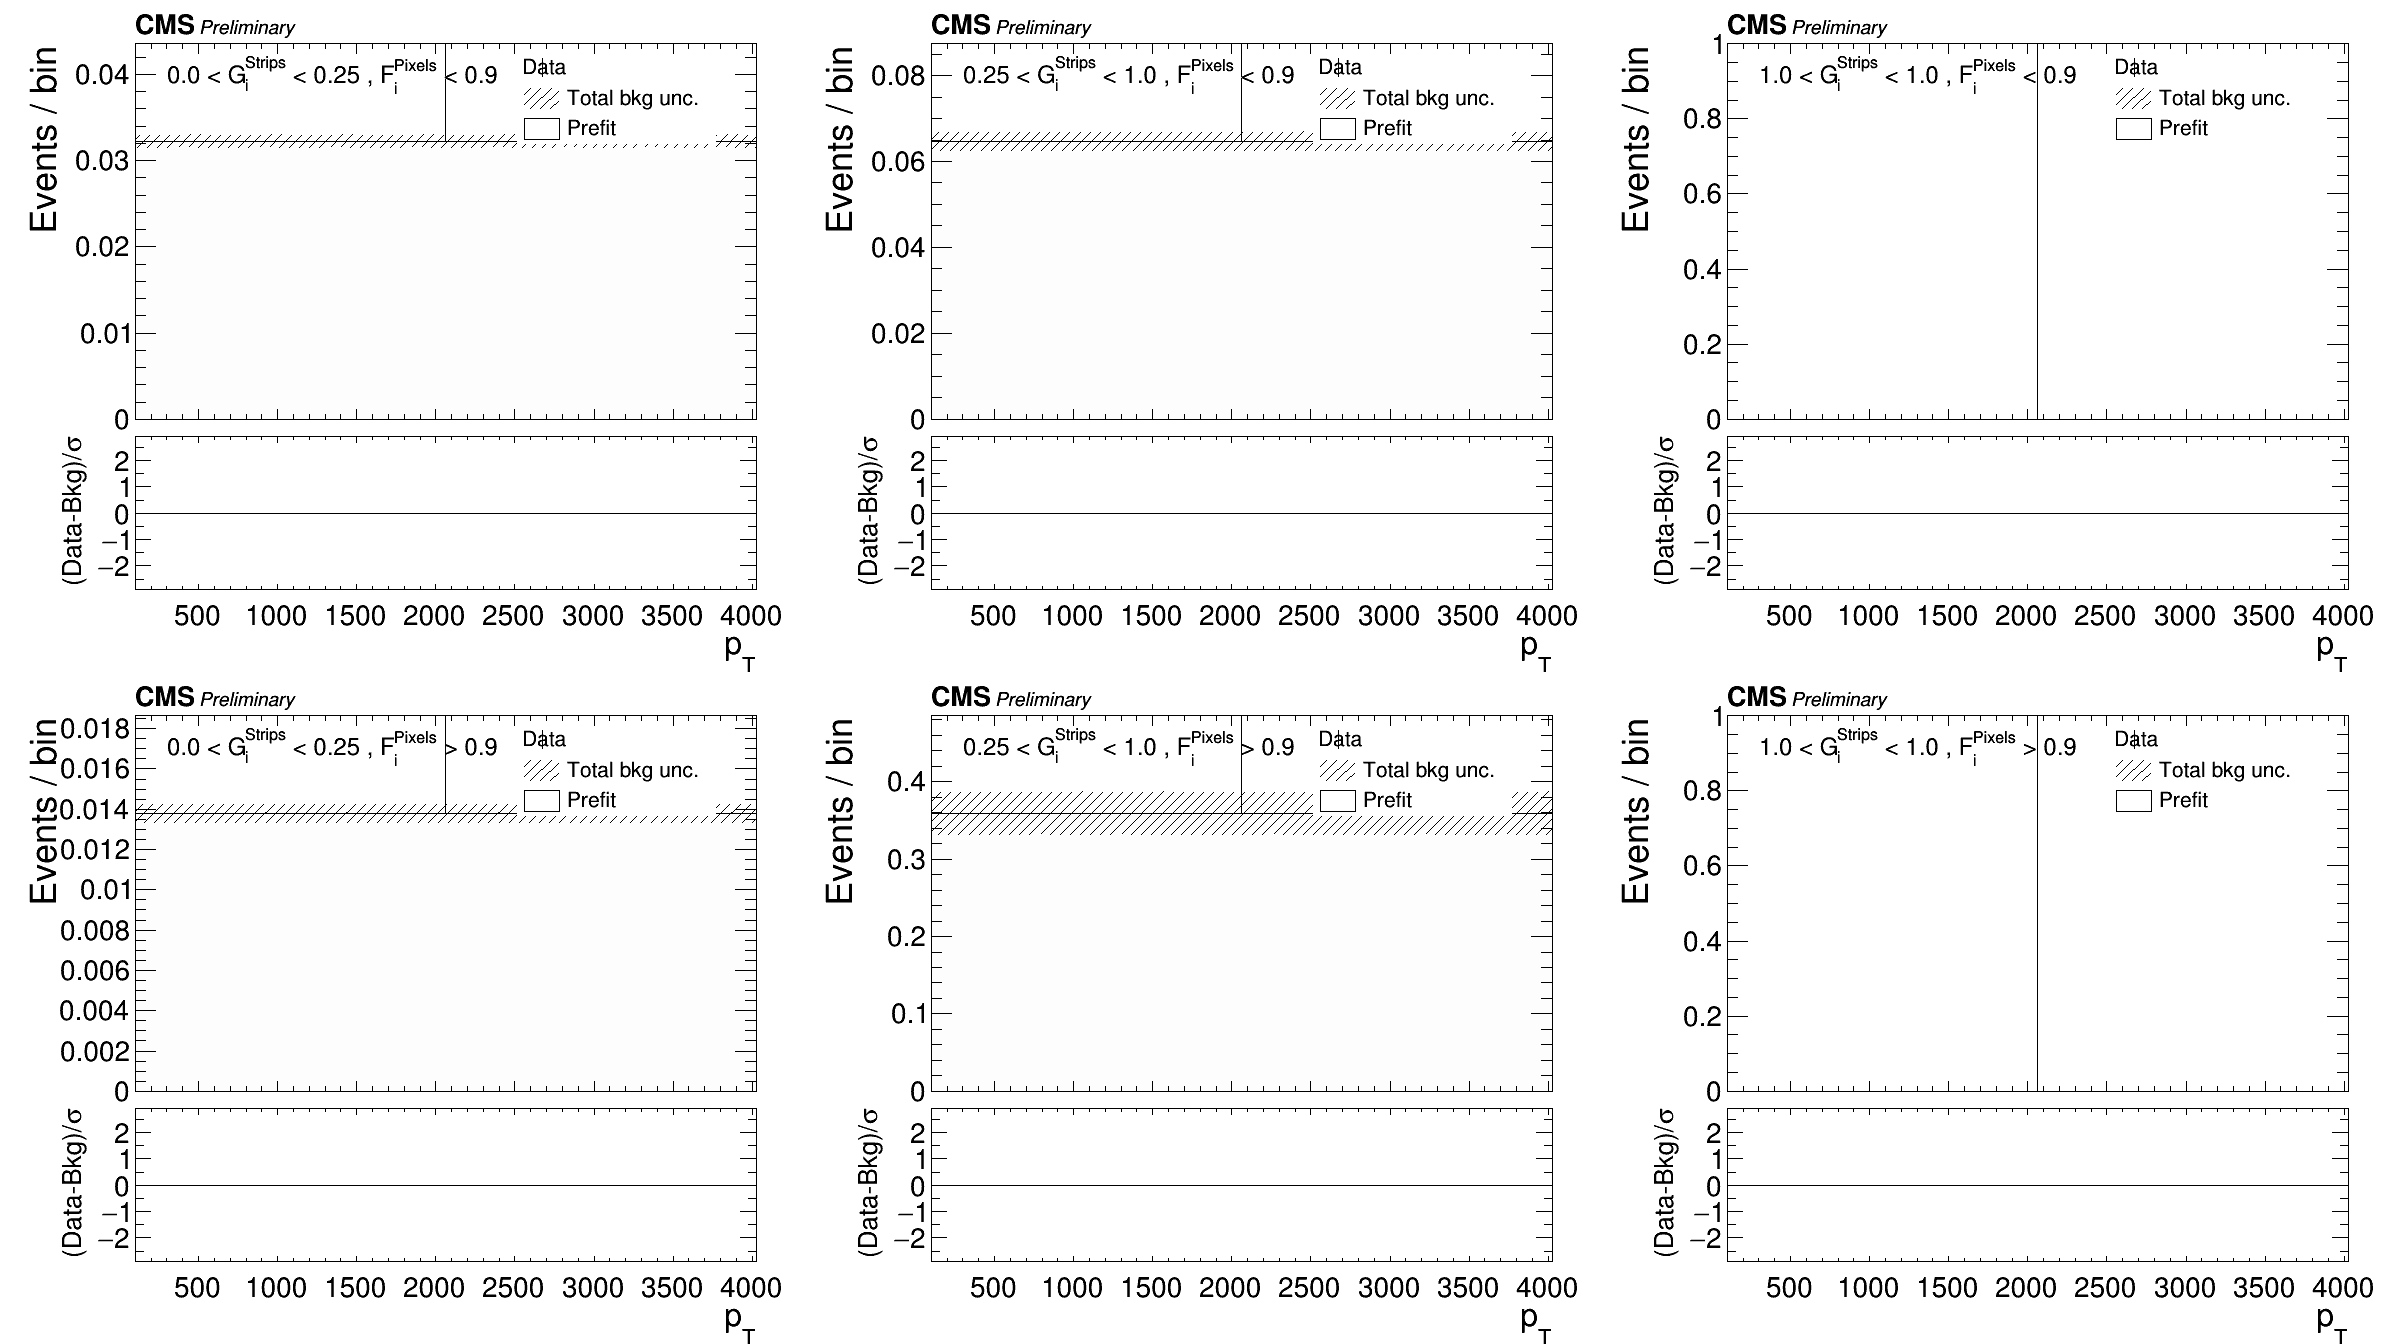 CMS Preliminary
Events / bin
0.0 < G_i^Strips < 0.25 , F_i^Pixels < 0.9
Data
Total bkg unc.
Prefit
0.04
0.03
0.02
0.01
0
(Data-Bkg)/σ
2
1
0
−1
−2
500 1000 1500 2000 2500 3000 3500 4000
p_T
CMS Preliminary
Events / bin
0.25 < G_i^Strips < 1.0 , F_i^Pixels < 0.9
Data
Total bkg unc.
Prefit
0.08
0.06
0.04
0.02
0
(Data-Bkg)/σ
2
1
0
−1
−2
500 1000 1500 2000 2500 3000 3500 4000
p_T
CMS Preliminary
Events / bin
1.0 < G_i^Strips < 1.0 , F_i^Pixels < 0.9
Data
Total bkg unc.
Prefit
1
0.8
0.6
0.4
0.2
0
(Data-Bkg)/σ
2
1
0
−1
−2
500 1000 1500 2000 2500 3000 3500 4000
p_T
CMS Preliminary
Events / bin
0.0 < G_i^Strips < 0.25 , F_i^Pixels > 0.9
Data
Total bkg unc.
Prefit
0.018
0.016
0.014
0.012
0.01
0.008
0.006
0.004
0.002
0
(Data-Bkg)/σ
2
1
0
−1
−2
500 1000 1500 2000 2500 3000 3500 4000
p_T
CMS Preliminary
Events / bin
0.25 < G_i^Strips < 1.0 , F_i^Pixels > 0.9
Data
Total bkg unc.
Prefit
0.4
0.3
0.2
0.1
0
(Data-Bkg)/σ
2
1
0
−1
−2
500 1000 1500 2000 2500 3000 3500 4000
p_T
CMS Preliminary
Events / bin
1.0 < G_i^Strips < 1.0 , F_i^Pixels > 0.9
Data
Total bkg unc.
Prefit
1
0.8
0.6
0.4
0.2
0
(Data-Bkg)/σ
2
1
0
−1
−2
500 1000 1500 2000 2500 3000 3500 4000
p_T